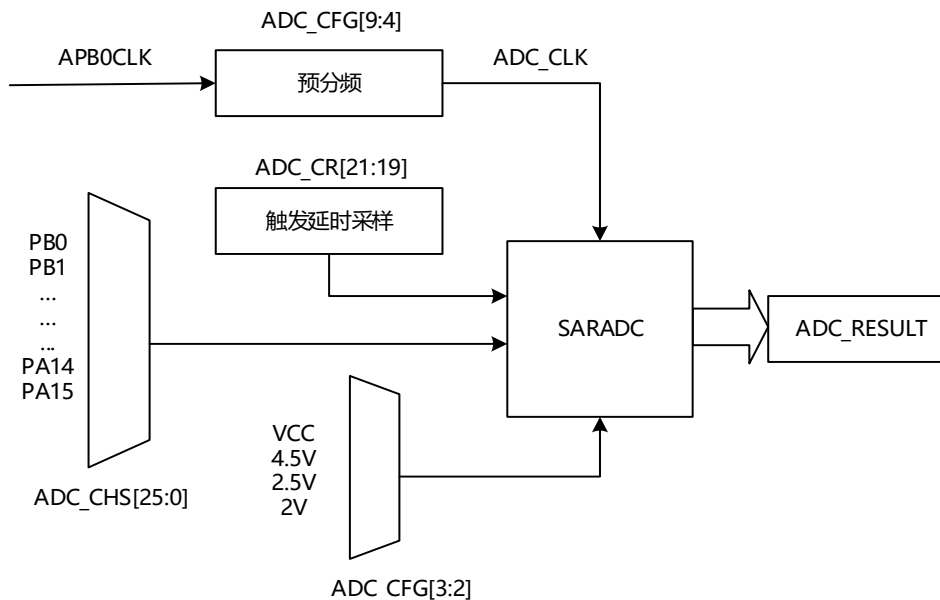 ADC_CFG[9:4]
APB0CLK
预分频
ADC_CLK
ADC_CR[21:19]
触发延时采样
PB0
PB1
...
...
...
PA14
PA15
ADC_CHS[25:0]
SARADC
ADC_RESULT
VCC
4.5V
2.5V
2V
ADC CFG[3:2]